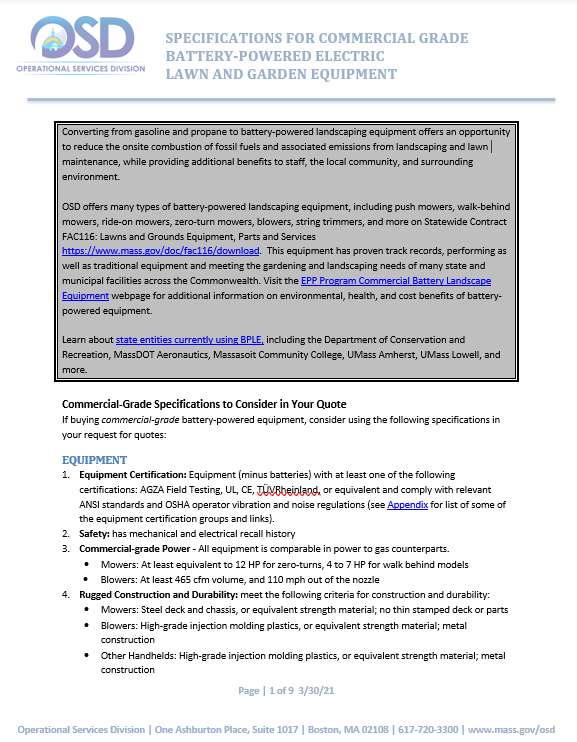 OSD
OPERATIONAL SERVICES DIVISION
SPECIFICATIONS FOR COMMERCIAL GRADE
BATTERY-POWERED ELECTRIC
LAWN AND GARDEN EQUIPMENT
Converting from gasoline and propane to battery-powered landscaping equipment offers an opportunity
to reduce the onsite combustion of fossil fuels and associated emissions from landscaping and lawn
maintenance, while providing additional benefits to staff, the local community, and surrounding
environment.
OSD offers many types of battery-powered landscaping equipment, including push mowers, walk-behind
mowers, ride-on mowers, zero-turn mowers, blowers, string trimmers, and more on Statewide Contract
FAC116: Lawns and Grounds Equipment, Parts and Services
https://www.mass.gov/doc/fac116/download. This equipment has proven track records, performing as
well as traditional equipment and meeting the gardening and landscaping needs of many state and
municipal facilities across the Commonwealth. Visit the EPP Program Commercial Battery Landscape
Equipment webpage for additional information on environmental, health, and cost benefits of battery-
powered equipment.
Learn about state entities currently using BPLE, including the Department of Conservation and
Recreation, MassDOT Aeronautics, Massasoit Community College, UMass Amherst, UMass Lowell, and
more.
Commercial-Grade Specifications to Consider in Your Quote
If buying commercial-grade battery-powered equipment, consider using the following specifications in
your request for quotes:
EQUIPMENT
1. Equipment Certification: Equipment (minus batteries) with at least one of the following
certifications: AGZA Field Testing, UL, CE, TÜVRheinland, or equivalent and comply with relevant
ANSI standards and OSHA operator vibration and noise regulations (see Appendix for list of some of
the equipment certification groups and links).
2. Safety: has mechanical and electrical recall history
3. Commercial-grade Power - All equipment is comparable in power to gas counterparts.
• Mowers: At least equivalent to 12 HP for zero-turns, 4 to 7 HP for walk behind models
• Blowers: At least 465 cfm volume, and 110 mph out of the nozzle
4. Rugged Construction and Durability: meet the following criteria for construction and durability:
• Mowers: Steel deck and chassis, or equivalent strength material; no thin stamped deck or parts
• Blowers: High-grade injection molding plastics, or equivalent strength material; metal
construction
• Other Handhelds: High-grade injection molding plastics, or equivalent strength material; metal
construction
Page | 1 of 9 3/30/21
Operational Services Division | One Ashburton Place, Suite 1017 | Boston, MA 02108 | 617-720-3300 | www.mass.gov/osd